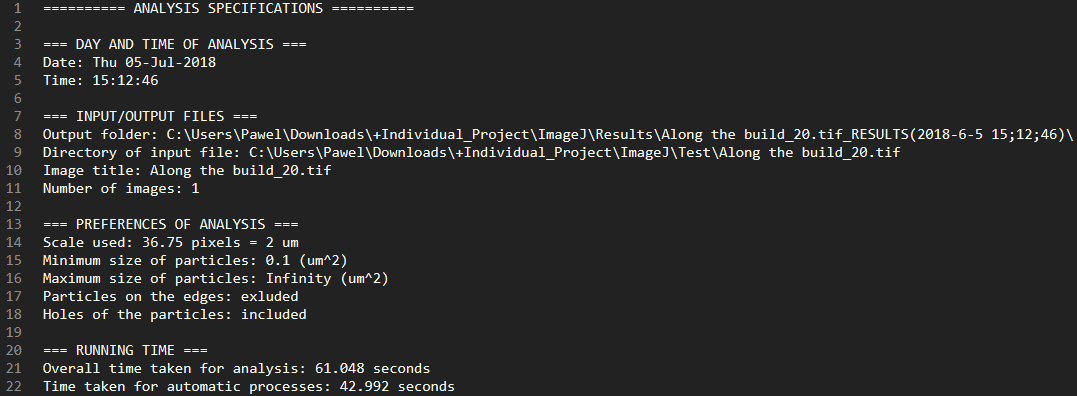 1 ========== ANALYSIS SPECIFICATIONS ==========
2
3 === DAY AND TIME OF ANALYSIS ===
4 Date: Thu 05-Jul-2018
5 Time: 15:12:46
6
7 === INPUT/OUTPUT FILES ===
8 Output folder: C:\Users\Pawel\Downloads\+Individual_Project\ImageJ\Results\Along the build_20.tif_RESULTS(2018-6-5 15;12;46)\
9 Directory of input file: C:\Users\Pawel\Downloads\+Individual_Project\ImageJ\Test\Along the build_20.tif
10 Image title: Along the build_20.tif
11 Number of images: 1
12
13 === PREFERENCES OF ANALYSIS ===
14 Scale used: 36.75 pixels = 2 um
15 Minimum size of particles: 0.1 (um^2)
16 Maximum size of particles: Infinity (um^2)
17 Particles on the edges: exluded
18 Holes of the particles: included
19
20 === RUNNING TIME ===
21 Overall time taken for analysis: 61.048 seconds
22 Time taken for automatic processes: 42.992 seconds